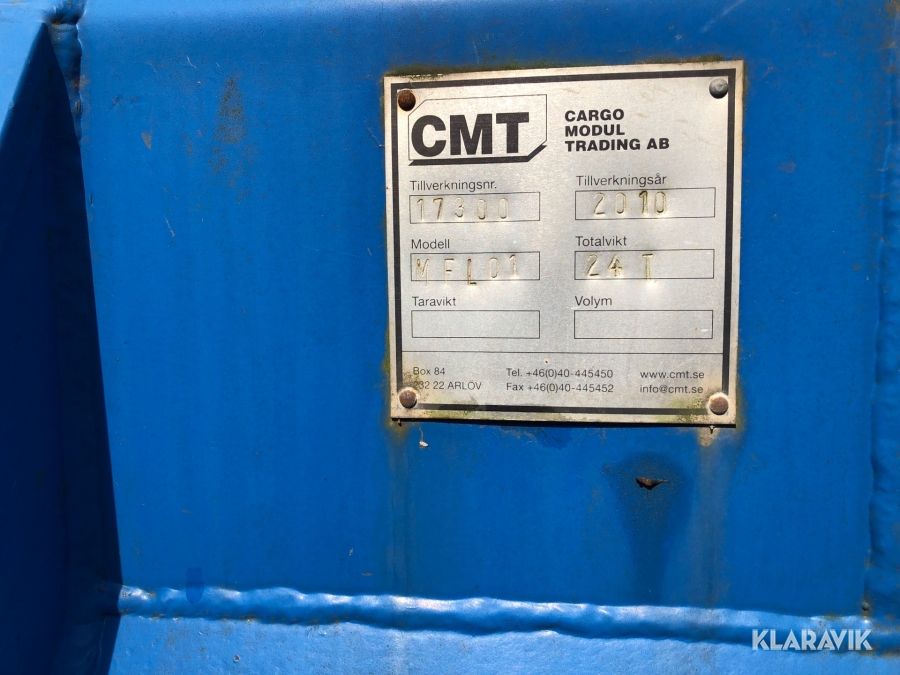 CMT
CARGO
MODUL
TRADING AB
Tillverkningsnr.
17300
Tillverkningsår
2010
Modell
MFL01
Totalvikt
24 T
Taravikt
Volym
Box 84
232 22 ARLÖV
Tel. +46(0)40-445450
Fax +46(0)40-445452
www.cmt.se
info@cmt.se
KLARAVIK